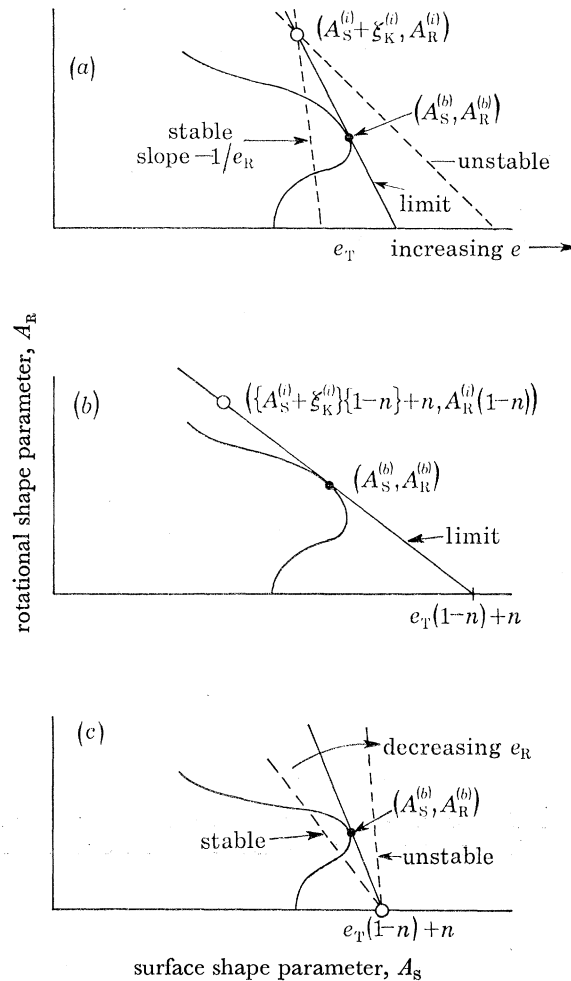 (a)
(A_S^(i)+ξ_K^(i), A_R^(i))
(A_S^(b), A_R^(b))
stable
slope −1/e_R
unstable
limit
e_T increasing e
rotational shape parameter, A_R
(b)
({A_S^(i)+ξ_K^(i)}{1−n}+n, A_R^(i)(1−n))
(A_S^(b), A_R^(b))
limit
e_T(1−n)+n
(c)
decreasing e_R
(A_S^(b), A_R^(b))
stable
unstable
e_T(1−n)+n
surface shape parameter, A_S